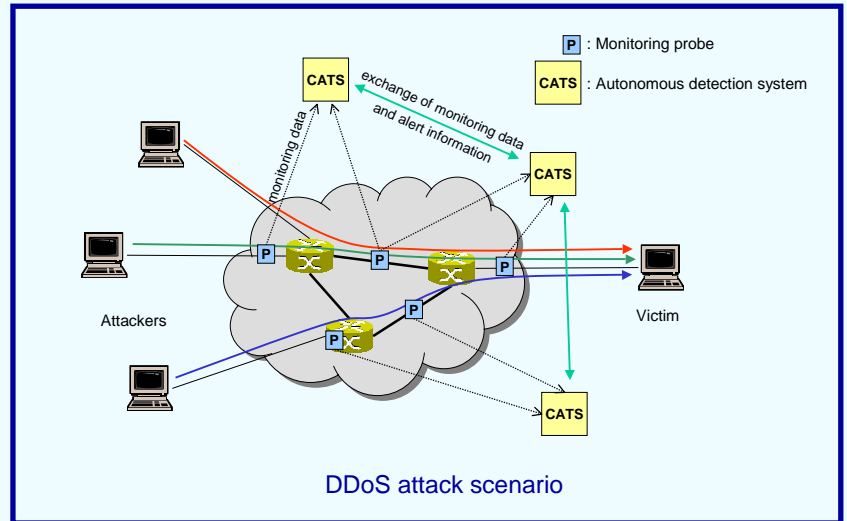 P : Monitoring probe
CATS : Autonomous detection system
CATS
exchange of monitoring data
and alert information
monitoring data
CATS
P
P
P
Attackers
Victim
P
P
CATS
DDoS attack scenario